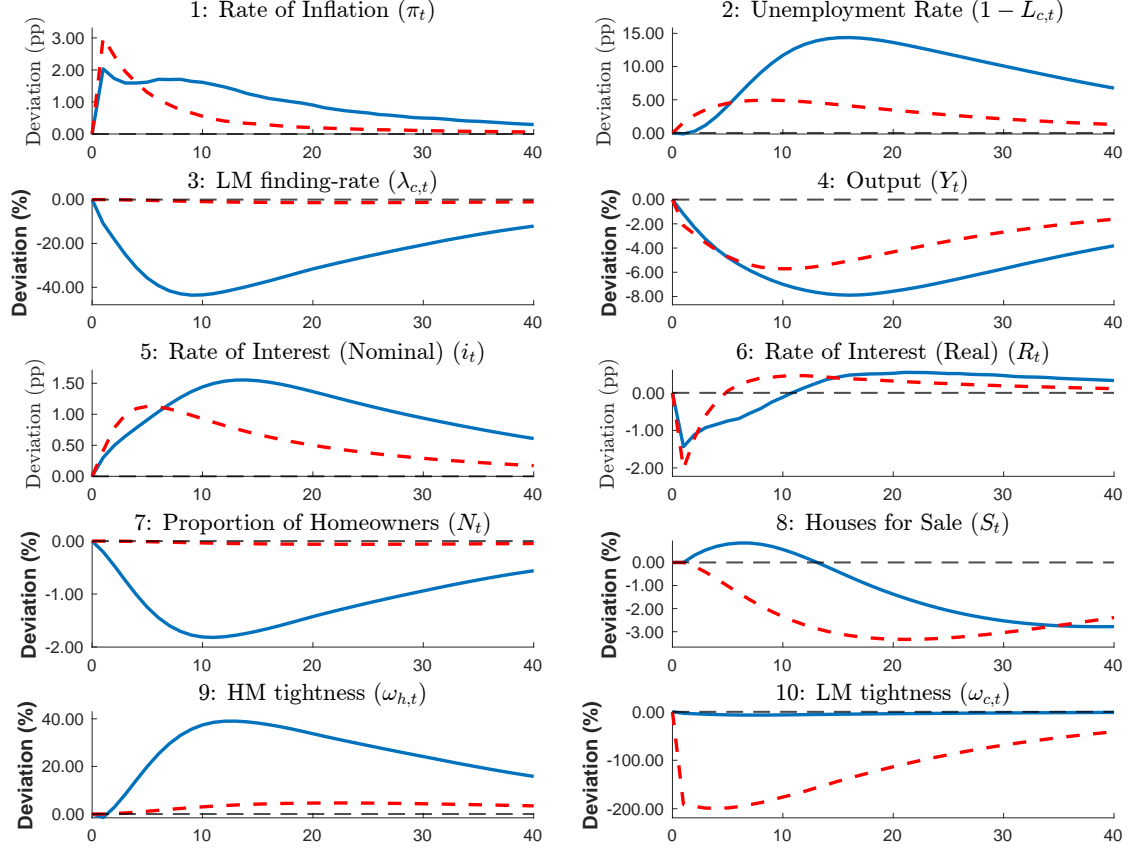 1: Rate of Inflation (π_t)
Deviation (pp)
3.00
2.00
1.00
0.00
0 10 20 30 40
2: Unemployment Rate (1 − L_{c,t})
Deviation (pp)
15.00
10.00
5.00
0.00
0 10 20 30 40
3: LM finding-rate (λ_{c,t})
Deviation (%)
0.00
-20.00
-40.00
0 10 20 30 40
4: Output (Y_t)
Deviation (%)
0.00
-2.00
-4.00
-6.00
-8.00
0 10 20 30 40
5: Rate of Interest (Nominal) (i_t)
Deviation (pp)
1.50
1.00
0.50
0.00
0 10 20 30 40
6: Rate of Interest (Real) (R_t)
Deviation (pp)
0.00
-1.00
-2.00
0 10 20 30 40
7: Proportion of Homeowners (N_t)
Deviation (%)
0.00
-1.00
-2.00
0 10 20 30 40
8: Houses for Sale (S_t)
Deviation (%)
0.00
-1.00
-2.00
-3.00
0 10 20 30 40
9: HM tightness (ω_{h,t})
Deviation (%)
40.00
20.00
0.00
0 10 20 30 40
10: LM tightness (ω_{c,t})
Deviation (%)
0.00
-100.00
-200.00
0 10 20 30 40